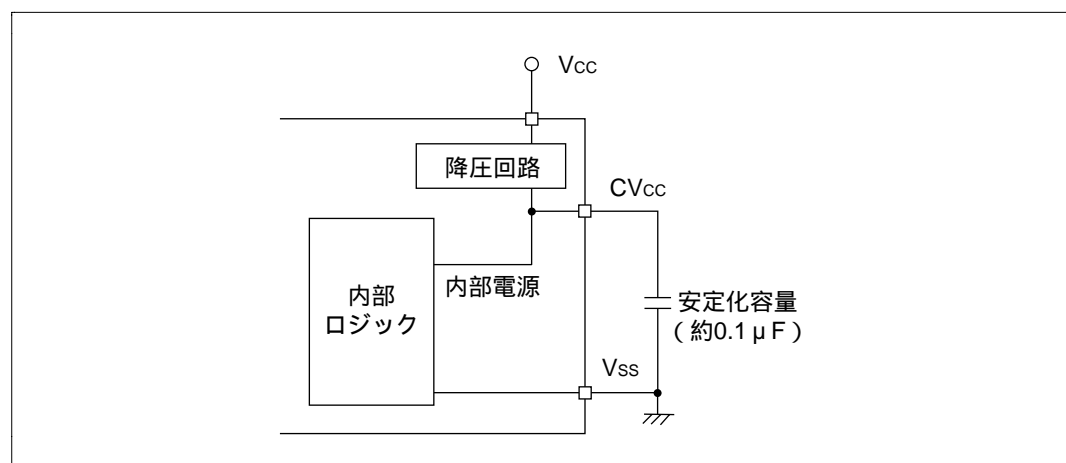 Vcc
降圧回路
CVcc
内部電源
内部
ロジック
安定化容量
（約0.1μF）
Vss